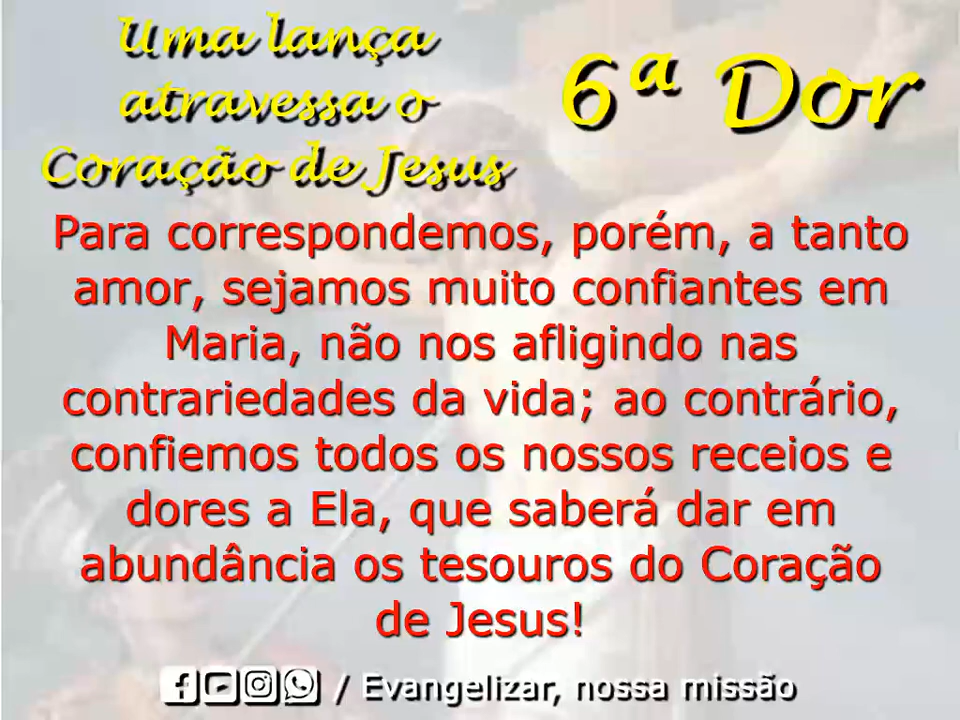 Uma lança
atravessa o
Coração de Jesus
6ª Dor
Para correspondemos, porém, a tanto
amor, sejamos muito confiantes em
Maria, não nos afligindo nas
contrariedades da vida; ao contrário,
confiemos todos os nossos receios e
dores a Ela, que saberá dar em
abundância os tesouros do Coração
de Jesus!
/ Evangelizar, nossa missão